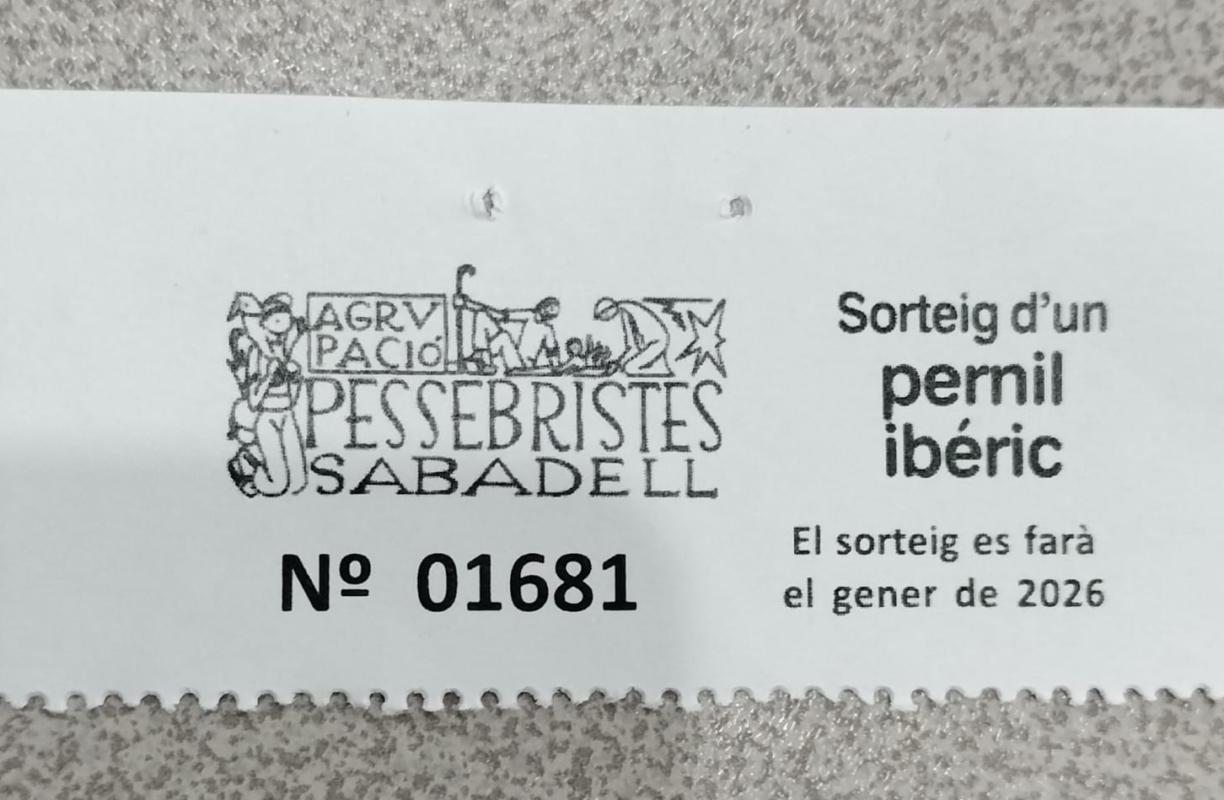 AGRV
PACIÓ
PESSEBRISTES
SABADELL
Nº 01681
Sorteig d'un
pernil
ibéric
El sorteig es farà
el gener de 2026